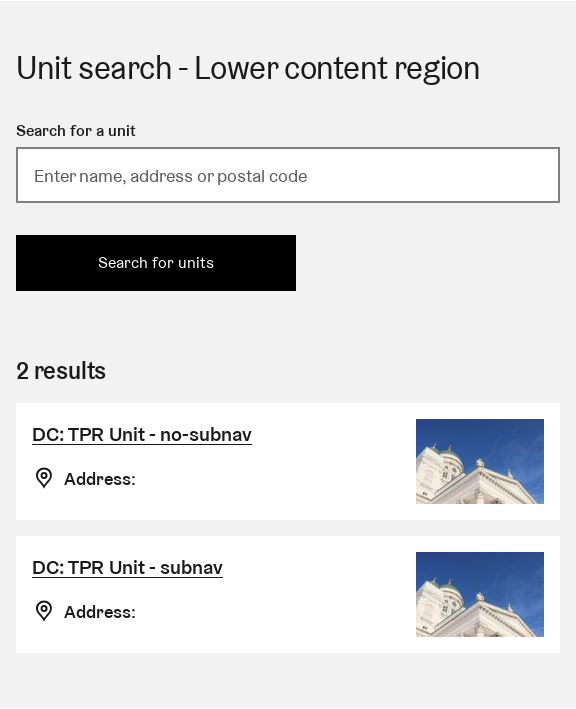 Unit search - Lower content region
Search for a unit
Enter name, address or postal code
Search for units
2 results
DC: TPR Unit - no-subnav
Address:
DC: TPR Unit - subnav
Address: